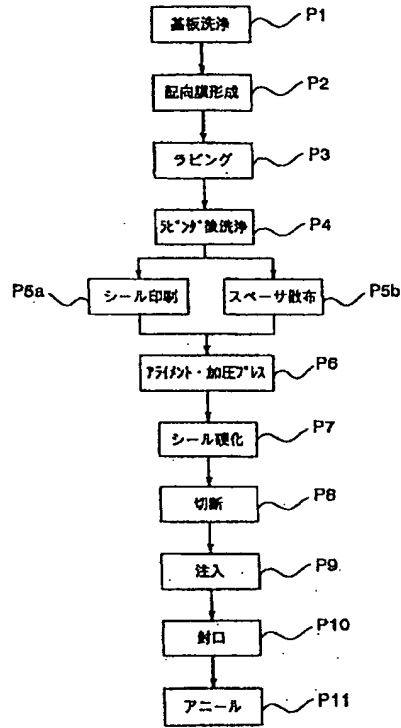 基板洗浄 P1
配向膜形成 P2
ラビング P3
ﾗﾋﾞﾝｸﾞ後洗浄 P4
P5a シール印刷 スペーサ散布 P5b
ｱﾗｲﾒﾝﾄ・加圧ﾌﾟﾚｽ P6
シール硬化 P7
切断 P8
注入 P9
封口 P10
アニール P11